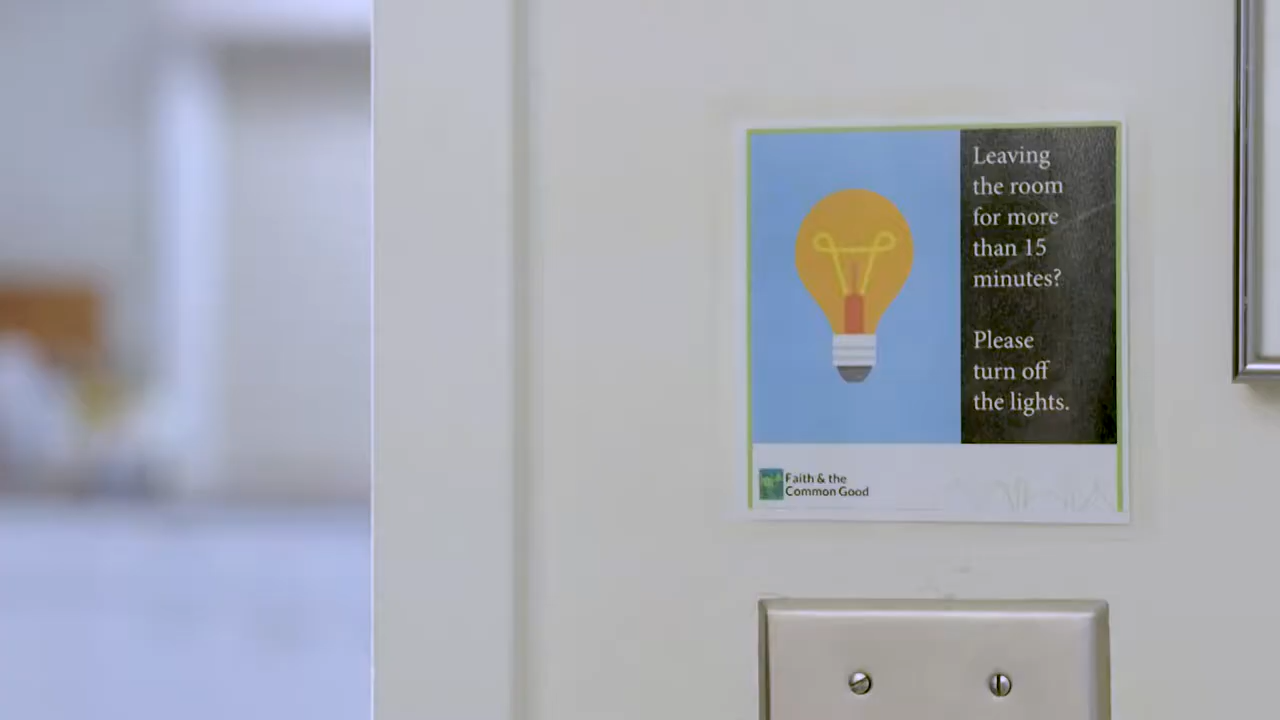 Leaving
the room
for more
than 15
minutes?
Please
turn off
the lights.
Faith & the
Common Good